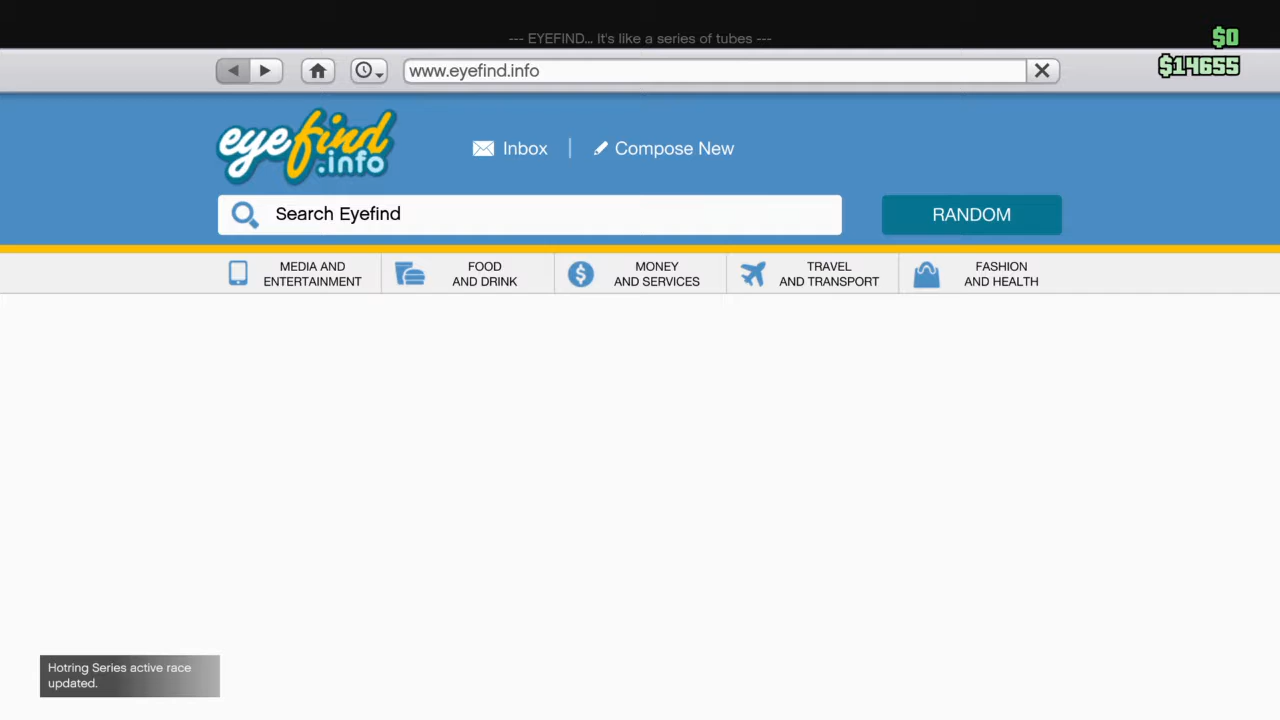 --- EYEFIND... It's like a series of tubes ---
$0
$14655
www.eyefind.info
eyefind
.info
Inbox
Compose New
Search Eyefind
RANDOM
MEDIA AND
ENTERTAINMENT
FOOD
AND DRINK
MONEY
AND SERVICES
TRAVEL
AND TRANSPORT
FASHION
AND HEALTH
Hotring Series active race
updated.